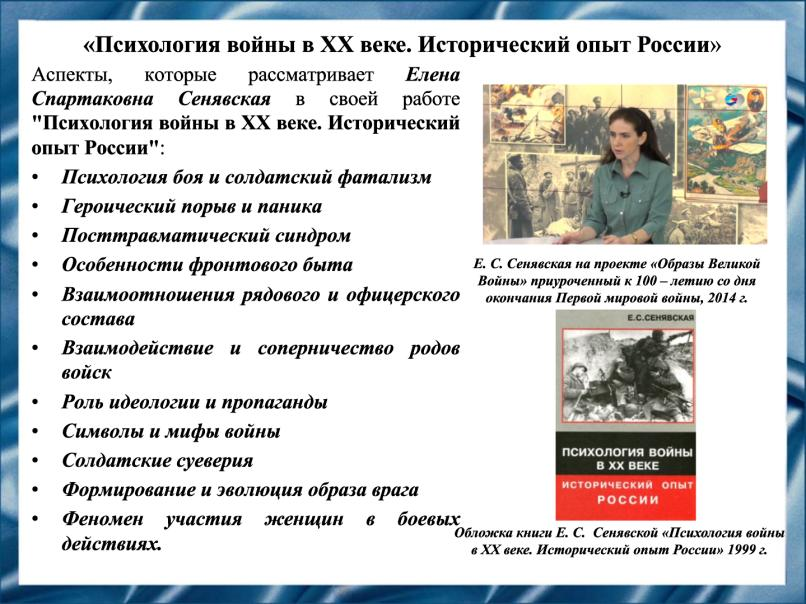 «Психология войны в XX веке. Исторический опыт России»
Аспекты, которые рассматривает Елена
Спартаковна Сенявская в своей работе
"Психология войны в XX веке. Исторический
опыт России":
• Психология боя и солдатский фатализм
• Героический порыв и паника
• Посттравматический синдром
• Особенности фронтового быта
• Взаимоотношения рядового и офицерского
состава
• Взаимодействие и соперничество родов
войск
• Роль идеологии и пропаганды
• Символы и мифы войны
• Солдатские суеверия
• Формирование и эволюция образа врага
• Феномен участия женщин в боевых
действиях.
Е. С. Сенявская на проекте «Образы Великой
Войны» приуроченный к 100 – летию со дня
окончания Первой мировой войны, 2014 г.
Е.С.СЕНЯВСКАЯ
ПСИХОЛОГИЯ ВОЙНЫ
В XX ВЕКЕ
ИСТОРИЧЕСКИЙ ОПЫТ
РОССИИ
Обложка книги Е. С. Сенявской «Психология войны
в XX веке. Исторический опыт России» 1999 г.